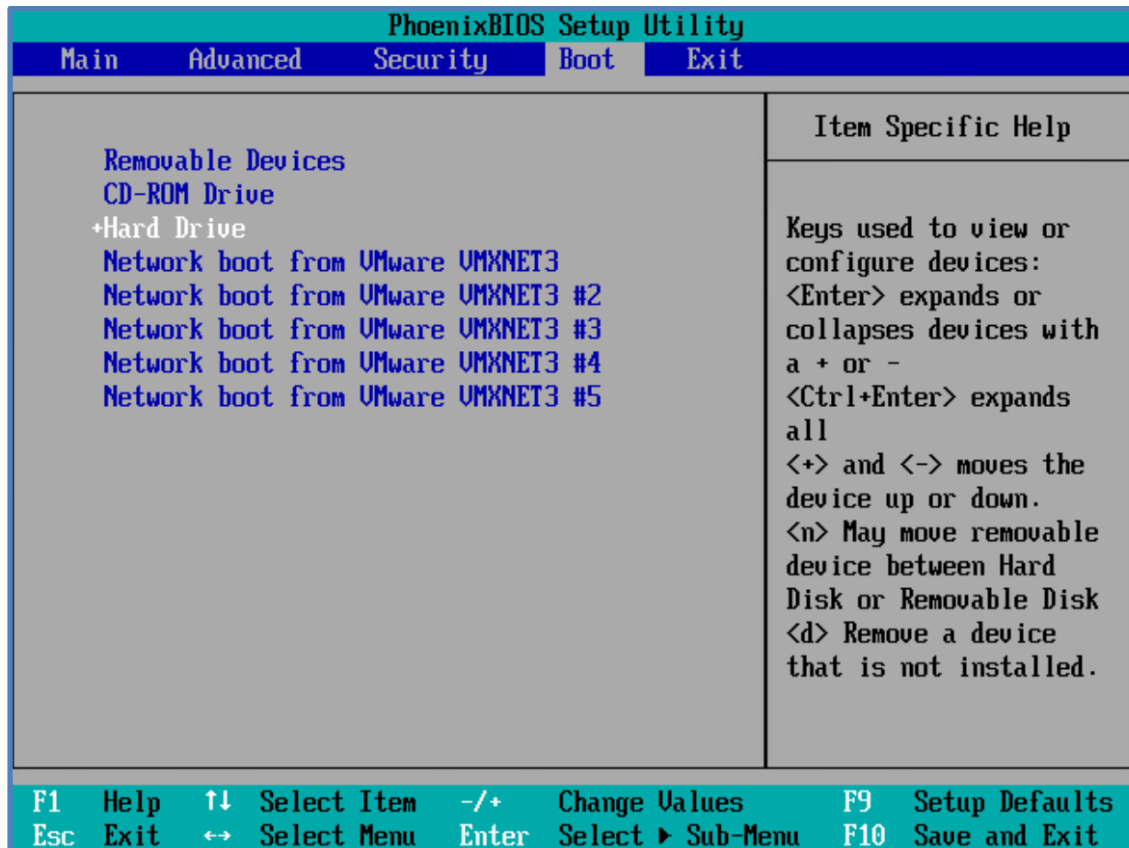 PhoenixBIOS Setup Utility
Main Advanced Security Boot Exit
Removable Devices
CD-ROM Drive
+Hard Drive
Network boot from VMware VMXNET3
Network boot from VMware VMXNET3 #2
Network boot from VMware VMXNET3 #3
Network boot from VMware VMXNET3 #4
Network boot from VMware VMXNET3 #5
Item Specific Help
Keys used to view or
configure devices:
<Enter> expands or
collapses devices with
a + or -
<Ctrl+Enter> expands
all
<+> and <-> moves the
device up or down.
<n> May move removable
device between Hard
Disk or Removable Disk
<d> Remove a device
that is not installed.
F1 Help ↑↓ Select Item -/+ Change Values F9 Setup Defaults
Esc Exit ↔ Select Menu Enter Select ▶ Sub-Menu F10 Save and Exit